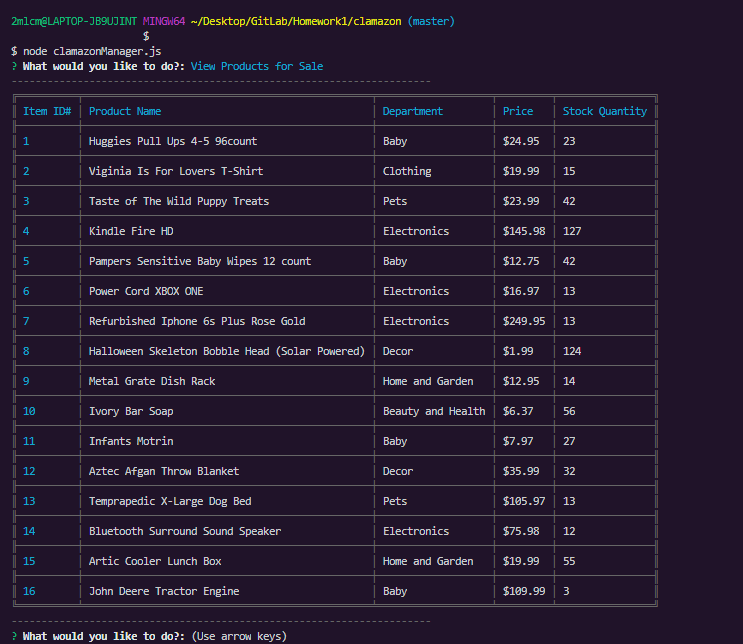 2mlcm@LAPTOP-JB9UJINT MINGW64 ~/Desktop/GitLab/Homework1/clamazon (master)
$
$ node clamazonManager.js
? What would you like to do?: View Products for Sale
----------------------------------------------------------------------
Item ID# Product Name Department Price Stock Quantity
1 Huggies Pull Ups 4-5 96count Baby $24.95 23
2 Viginia Is For Lovers T-Shirt Clothing $19.99 15
3 Taste of The Wild Puppy Treats Pets $23.99 42
4 Kindle Fire HD Electronics $145.98 127
5 Pampers Sensitive Baby Wipes 12 count Baby $12.75 42
6 Power Cord XBOX ONE Electronics $16.97 13
7 Refurbished Iphone 6s Plus Rose Gold Electronics $249.95 13
8 Halloween Skeleton Bobble Head (Solar Powered) Decor $1.99 124
9 Metal Grate Dish Rack Home and Garden $12.95 14
10 Ivory Bar Soap Beauty and Health $6.37 56
11 Infants Motrin Baby $7.97 27
12 Aztec Afgan Throw Blanket Decor $35.99 32
13 Temprapedic X-Large Dog Bed Pets $105.97 13
14 Bluetooth Surround Sound Speaker Electronics $75.98 12
15 Artic Cooler Lunch Box Home and Garden $19.99 55
16 John Deere Tractor Engine Baby $109.99 3
----------------------------------------------------------------------
? What would you like to do?: (Use arrow keys)